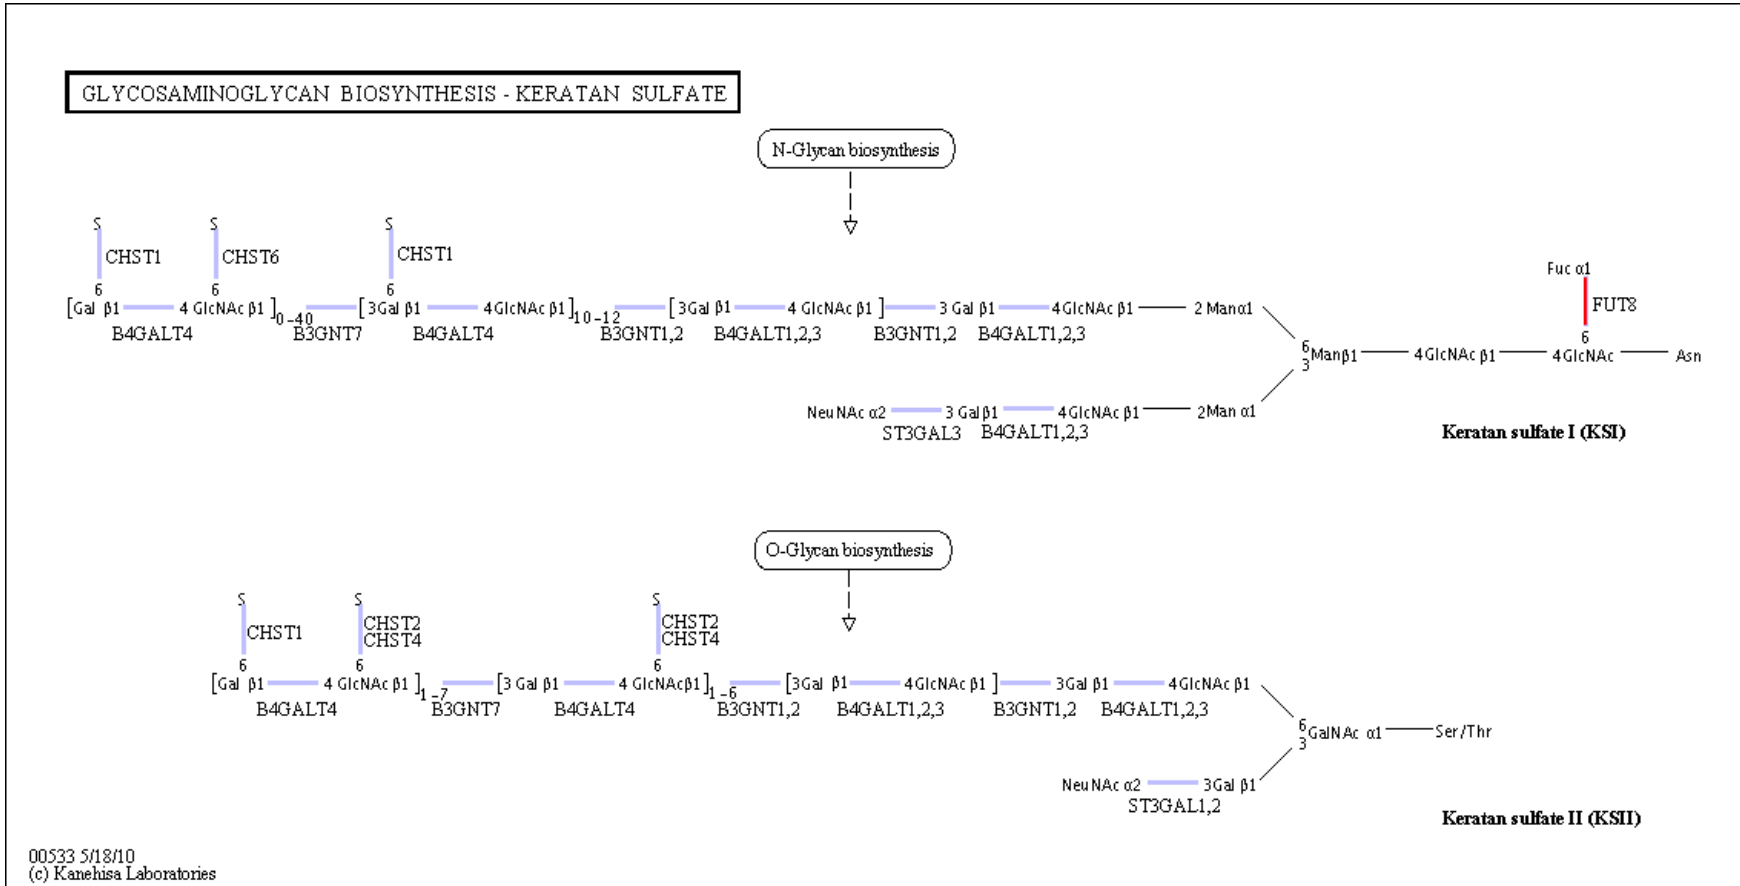 GLYCOSAMINOGLYCAN BIOSYNTHESIS - KERATAN SULFATE
N-Glycan biosynthesis
S S S
CHST1 CHST6 CHST1
Fuc α1
FUT8
6 6 6
[Gal β1 4 GlcNAc β1 ]0-40 [3Gal β1 4GlcNAc β1]10-12 [3Gal β1 4 GlcNAc β1 ] 3 Gal β1 4GlcNAc β1 2 Manα1
B4GALT4 B3GNT7 B4GALT4 B3GNT1,2 B4GALT1,2,3 B3GNT1,2 B4GALT1,2,3
6
6
3 Manβ1 4GlcNAc β1 4GlcNAc Asn
NeuNAc α2 3 Galβ1 4GlcNAc β1 2Man α1
ST3GAL3 B4GALT1,2,3
Keratan sulfate I (KSI)
O-Glycan biosynthesis
S S S
CHST1 CHST2 CHST2
CHST4 CHST4
6 6 6
[Gal β1 4 GlcNAc β1 ]1-7 [3 Gal β1 4 GlcNAcβ1]1-6 [3Gal β1 4GlcNAc β1 ] 3Gal β1 4GlcNAc β1
B4GALT4 B3GNT7 B4GALT4 B3GNT1,2 B4GALT1,2,3 B3GNT1,2 B4GALT1,2,3
6
3 GalNAc α1 Ser/Thr
NeuNAc α2 3Gal β1
ST3GAL1,2
Keratan sulfate II (KSII)
00533 5/18/10
(c) Kanehisa Laboratories